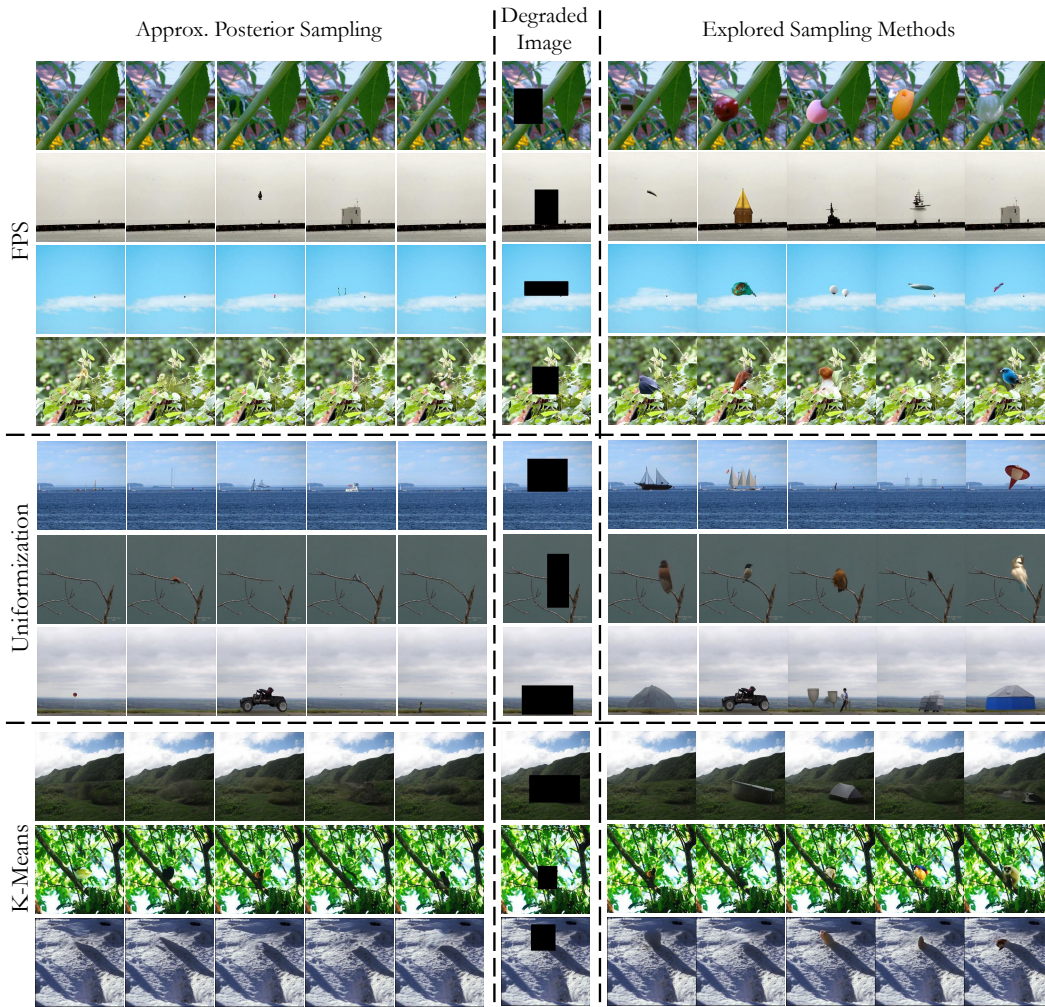 Approx. Posterior Sampling
Degraded
Image
Explored Sampling Methods
FPS
Uniformization
K-Means